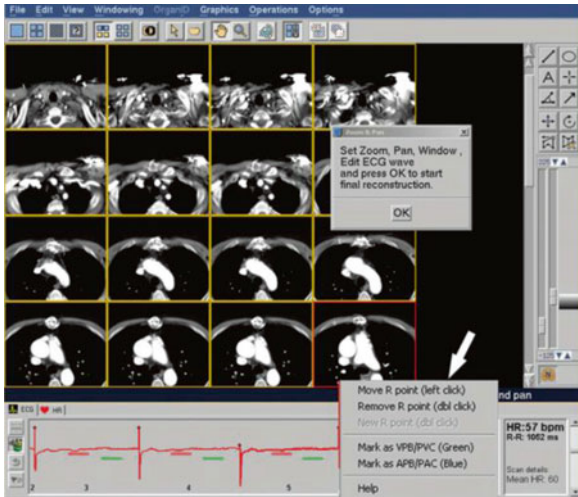 File Edit View Windowing OrganID Graphics Operations Options
Zoom & Pan
Set Zoom, Pan, Window ,
Edit ECG wave
and press OK to start
final reconstruction.
OK
Move R point (left click)
nd pan
Remove R point (dbl click)
New R point (dbl click)
ECG HR
HR:57 bpm
R-R: 1052 ms
Mark as VPB/PVC (Green)
Mark as APB/PAC (Blue)
Scan details
Mean HR: 60
2 3 4 5
Help